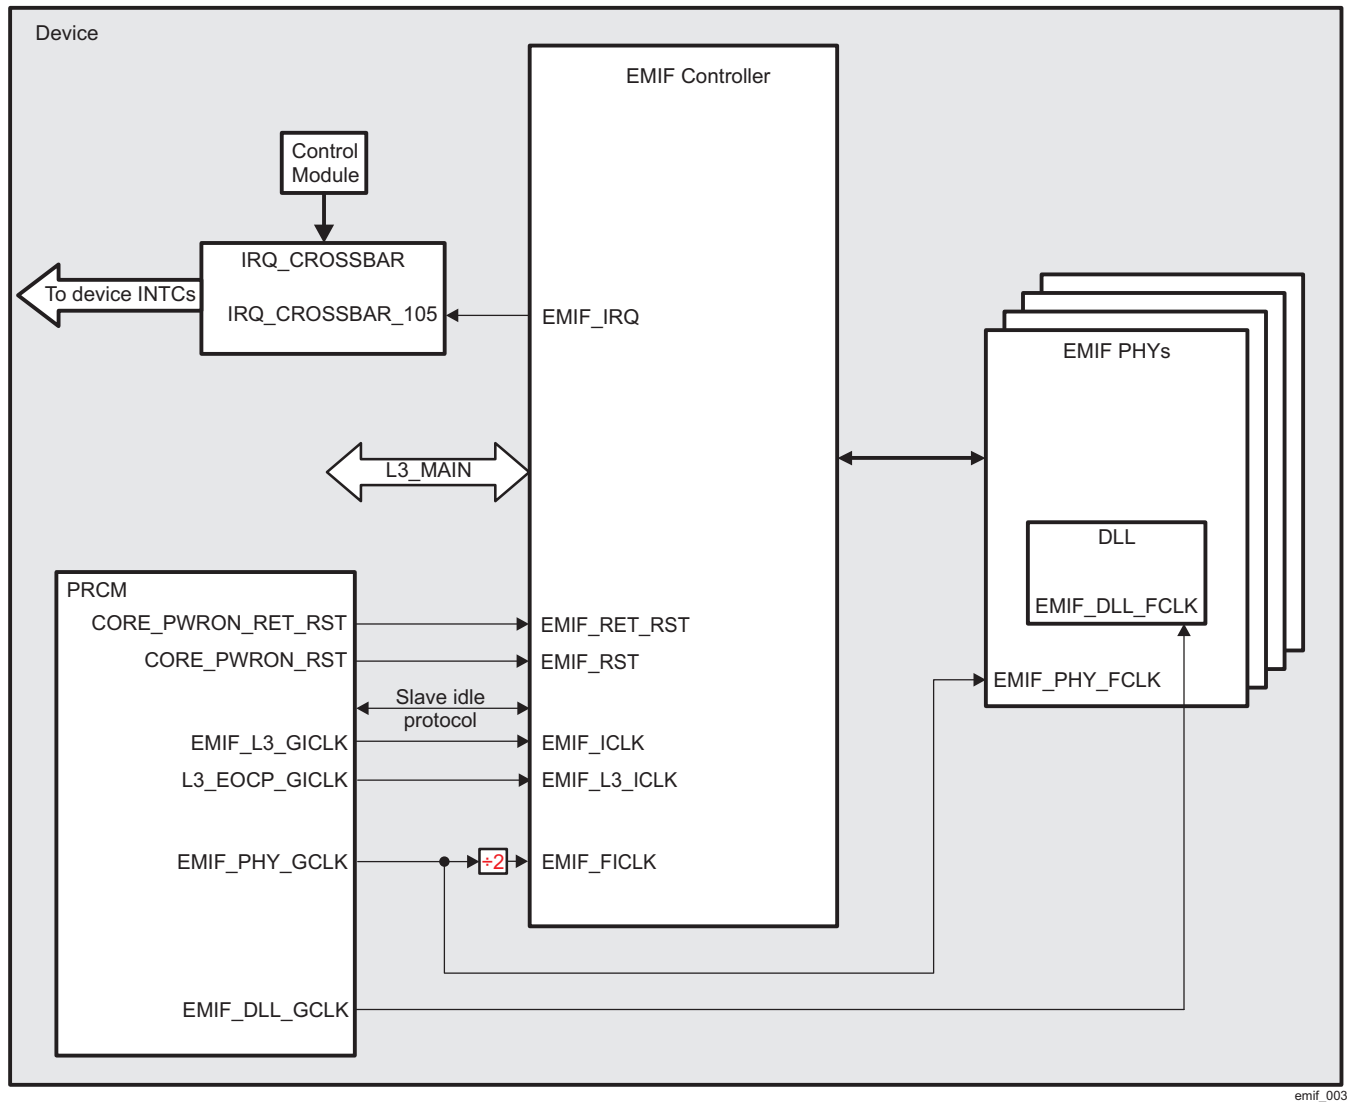 Device
EMIF Controller
Control
Module
IRQ_CROSSBAR
To device INTCs
IRQ_CROSSBAR_105
EMIF_IRQ
EMIF PHYs
L3_MAIN
DLL
EMIF_DLL_FCLK
EMIF_PHY_FCLK
PRCM
CORE_PWRON_RET_RST
EMIF_RET_RST
CORE_PWRON_RST
EMIF_RST
Slave idle
protocol
EMIF_L3_GICLK
EMIF_ICLK
L3_EOCP_GICLK
EMIF_L3_ICLK
EMIF_PHY_GCLK
÷2
EMIF_FICLK
EMIF_DLL_GCLK
emif_003